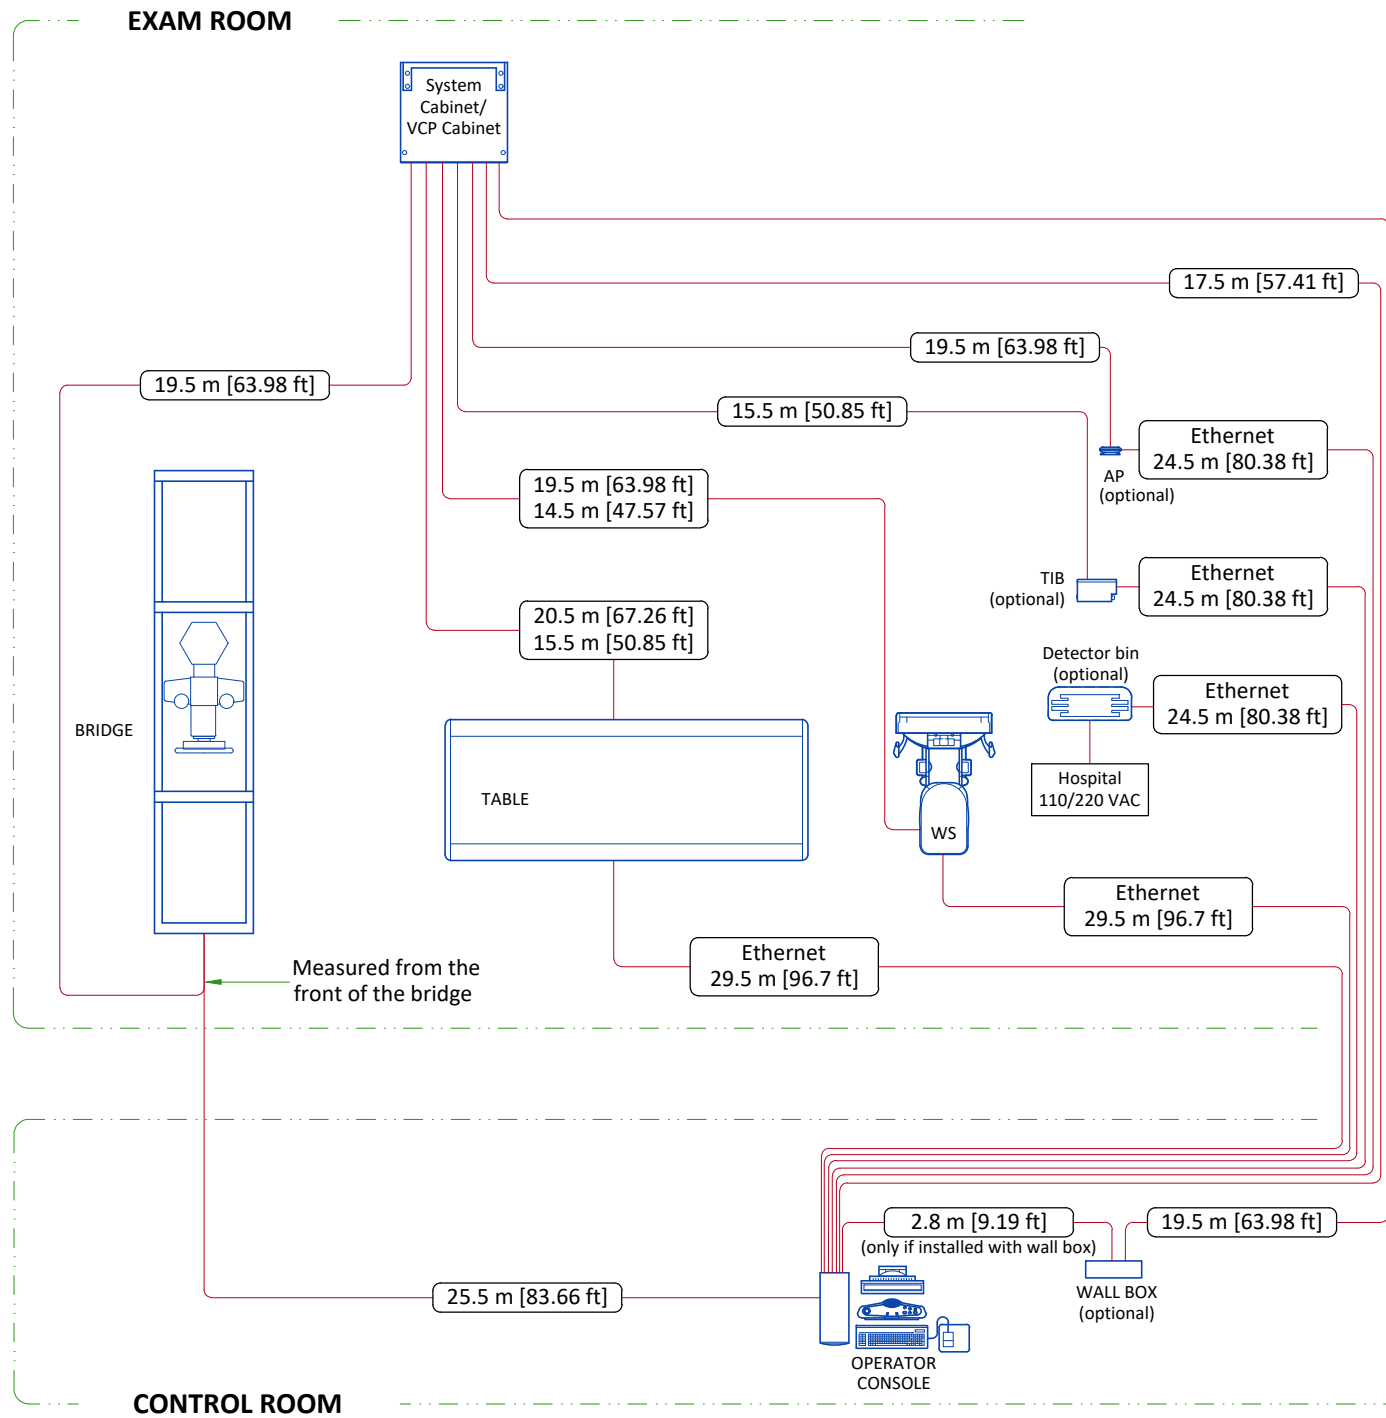 EXAM ROOM
System
Cabinet/
VCP Cabinet
17.5 m [57.41 ft]
19.5 m [63.98 ft]
19.5 m [63.98 ft]
15.5 m [50.85 ft]
Ethernet
24.5 m [80.38 ft]
AP
(optional)
19.5 m [63.98 ft]
14.5 m [47.57 ft]
Ethernet
24.5 m [80.38 ft]
TIB
(optional)
20.5 m [67.26 ft]
15.5 m [50.85 ft]
Detector bin
(optional)
Ethernet
24.5 m [80.38 ft]
BRIDGE
Hospital
110/220 VAC
TABLE
WS
Ethernet
29.5 m [96.7 ft]
Ethernet
29.5 m [96.7 ft]
Measured from the
front of the bridge
2.8 m [9.19 ft]
(only if installed with wall box)
19.5 m [63.98 ft]
WALL BOX
(optional)
25.5 m [83.66 ft]
OPERATOR
CONSOLE
CONTROL ROOM